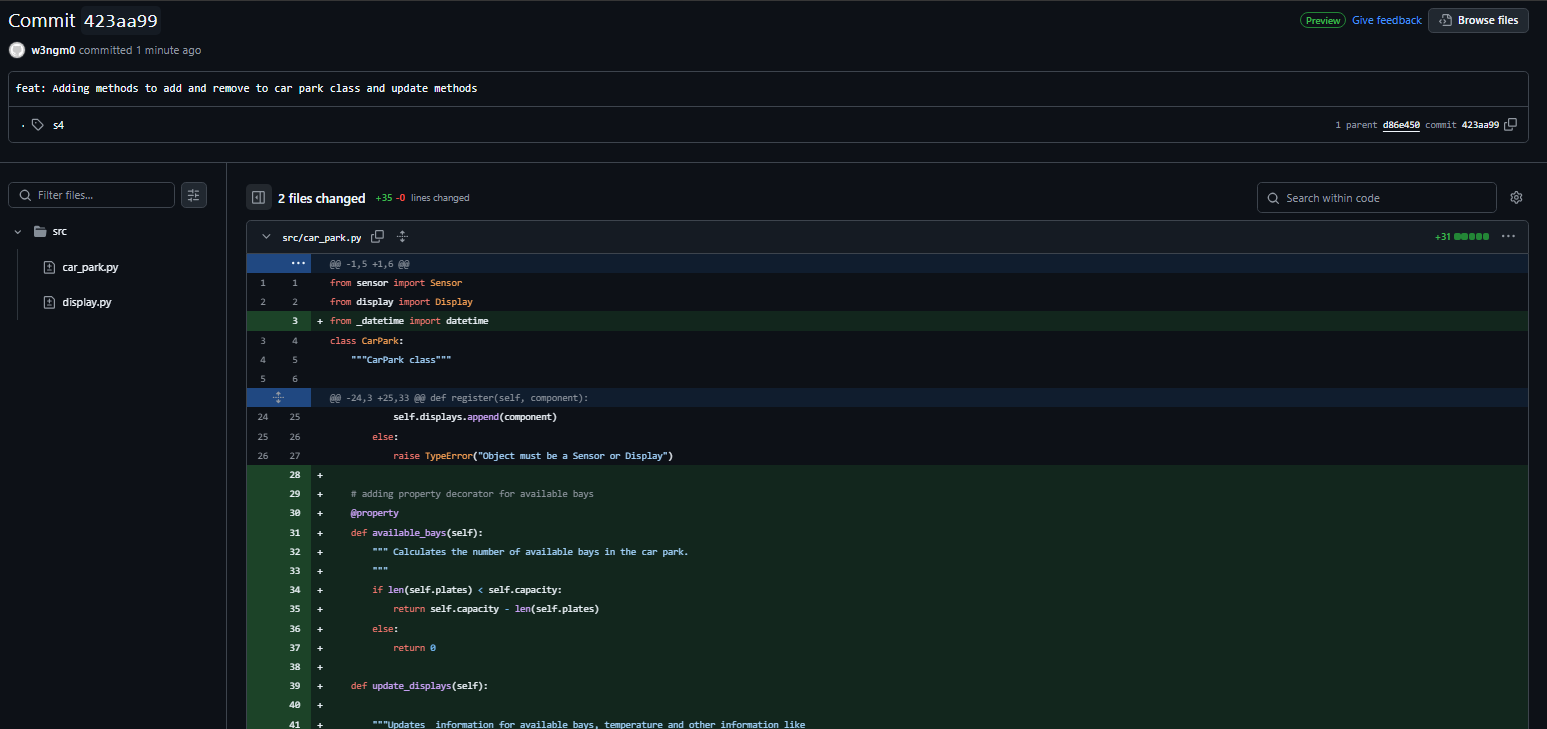 Commit 423aa99
Preview Give feedback Browse files
w3ngm0 committed 1 minute ago
feat: Adding methods to add and remove to car park class and update methods
s4
1 parent d86e450 commit 423aa99
Filter files...
src
car_park.py
display.py
2 files changed +35 -0 lines changed
Search within code
src/car_park.py
+31
@@ -1,5 +1,6 @@
1 1 from sensor import Sensor
2 2 from display import Display
3 + from _datetime import datetime
3 4 class CarPark:
4 5 """CarPark class"""
5 6
@@ -24,3 +25,33 @@ def register(self, component):
24 25 self.displays.append(component)
25 26 else:
26 27 raise TypeError("Object must be a Sensor or Display")
28 +
29 + # adding property decorator for available bays
30 + @property
31 + def available_bays(self):
32 + """ Calculates the number of available bays in the car park.
33 + """
34 + if len(self.plates) < self.capacity:
35 + return self.capacity - len(self.plates)
36 + else:
37 + return 0
38 +
39 + def update_displays(self):
40 +
41 + """Updates  information for available bays, temperature and other information like